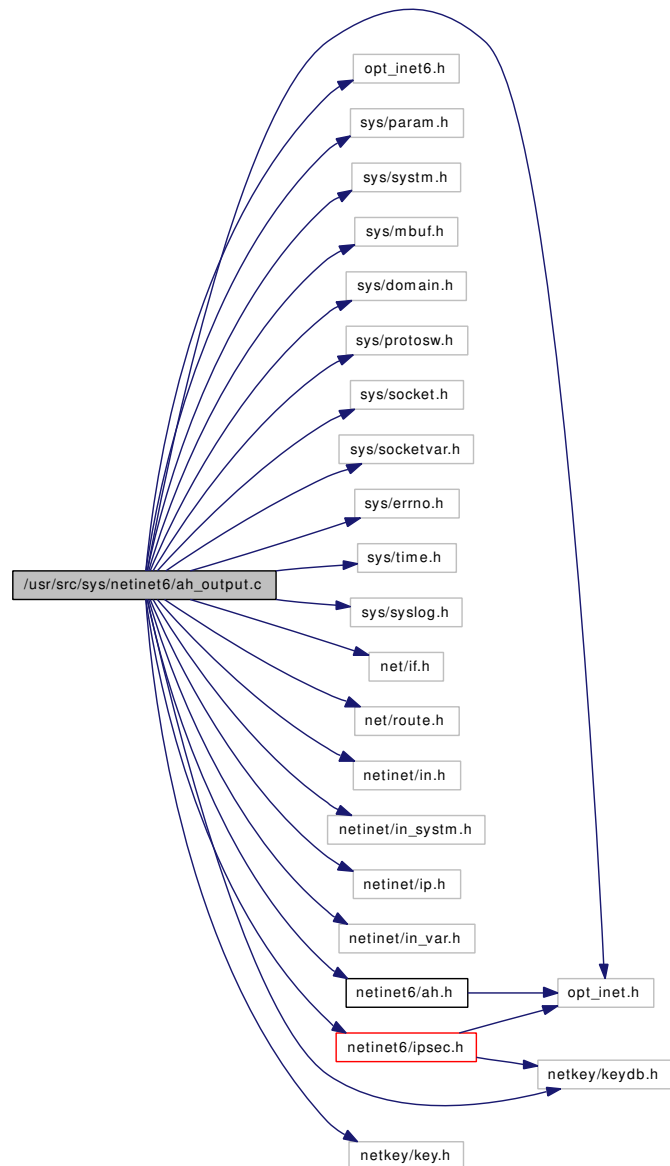 opt_inet6.h
sys/param.h
sys/systm.h
sys/mbuf.h
sys/domain.h
sys/protosw.h
sys/socket.h
sys/socketvar.h
sys/errno.h
sys/time.h
/usr/src/sys/netinet6/ah_output.c
sys/syslog.h
net/if.h
net/route.h
netinet/in.h
netinet/in_systm.h
netinet/ip.h
netinet/in_var.h
netinet6/ah.h
opt_inet.h
netinet6/ipsec.h
netkey/keydb.h
netkey/key.h